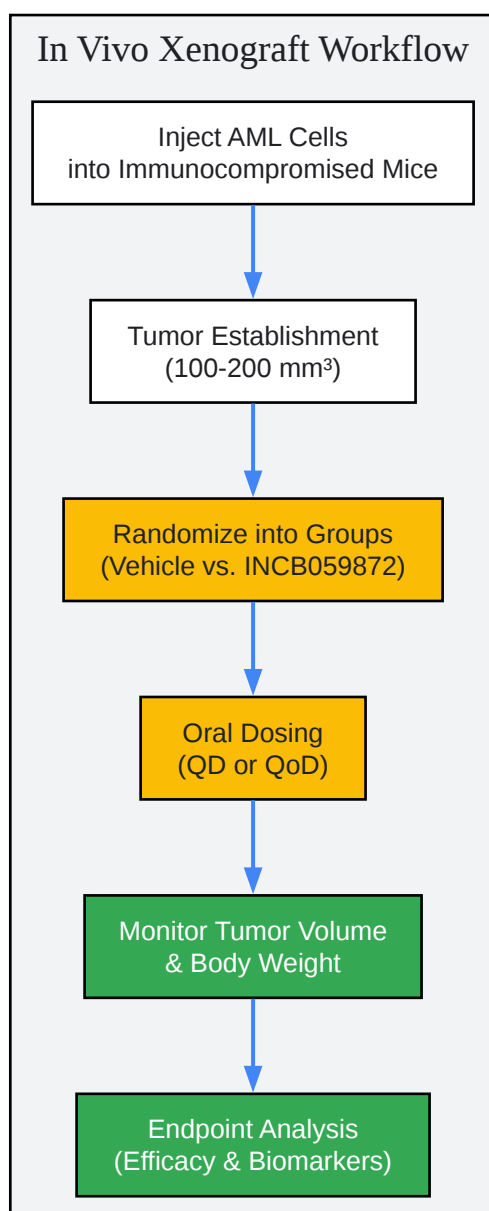 In Vivo Xenograft Workflow
Inject AML Cells
into Immunocompromised Mice
Tumor Establishment
(100-200 mm³)
Randomize into Groups
(Vehicle vs. INCB059872)
Oral Dosing
(QD or QoD)
Monitor Tumor Volume
& Body Weight
Endpoint Analysis
(Efficacy & Biomarkers)